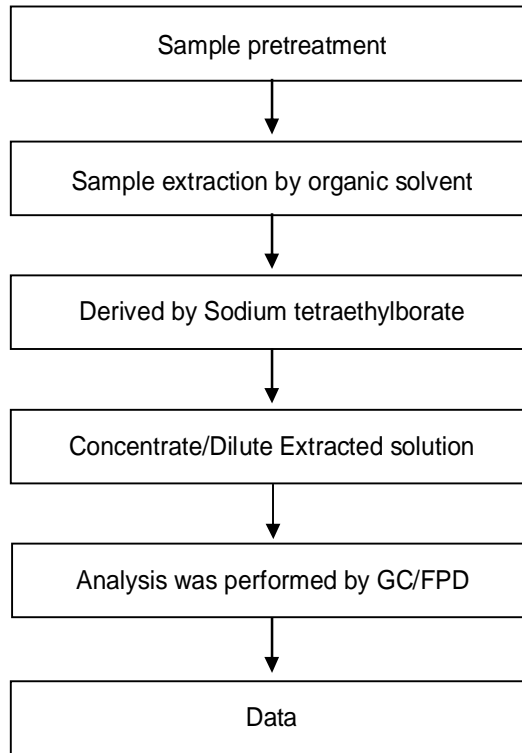 Sample pretreatment
Sample extraction by organic solvent
Derived by Sodium tetraethylborate
Concentrate/Dilute Extracted solution
Analysis was performed by GC/FPD
Data